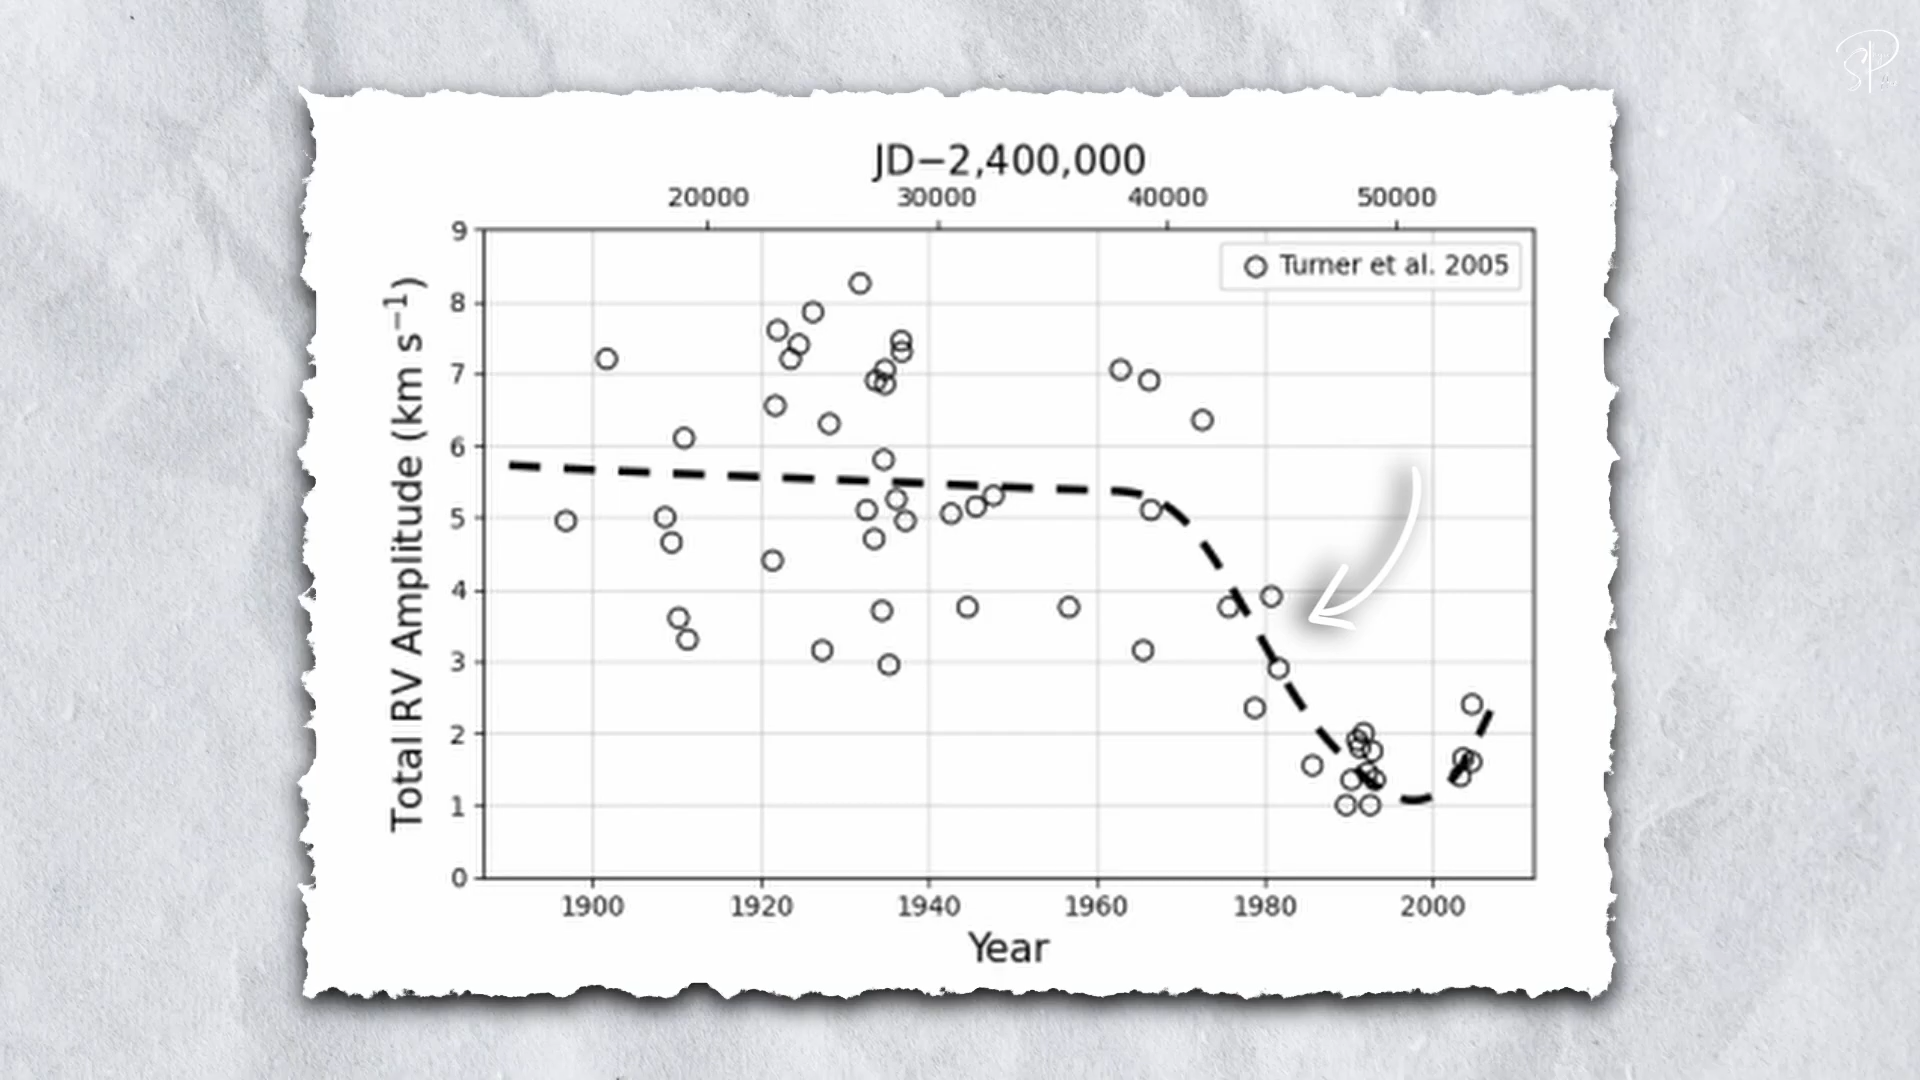 JD−2,400,000
20000 30000 40000 50000
9
8
7
6
5
4
3
2
1
0
Total RV Amplitude (km s⁻¹)
Turner et al. 2005
1900 1920 1940 1960 1980 2000
Year
SP